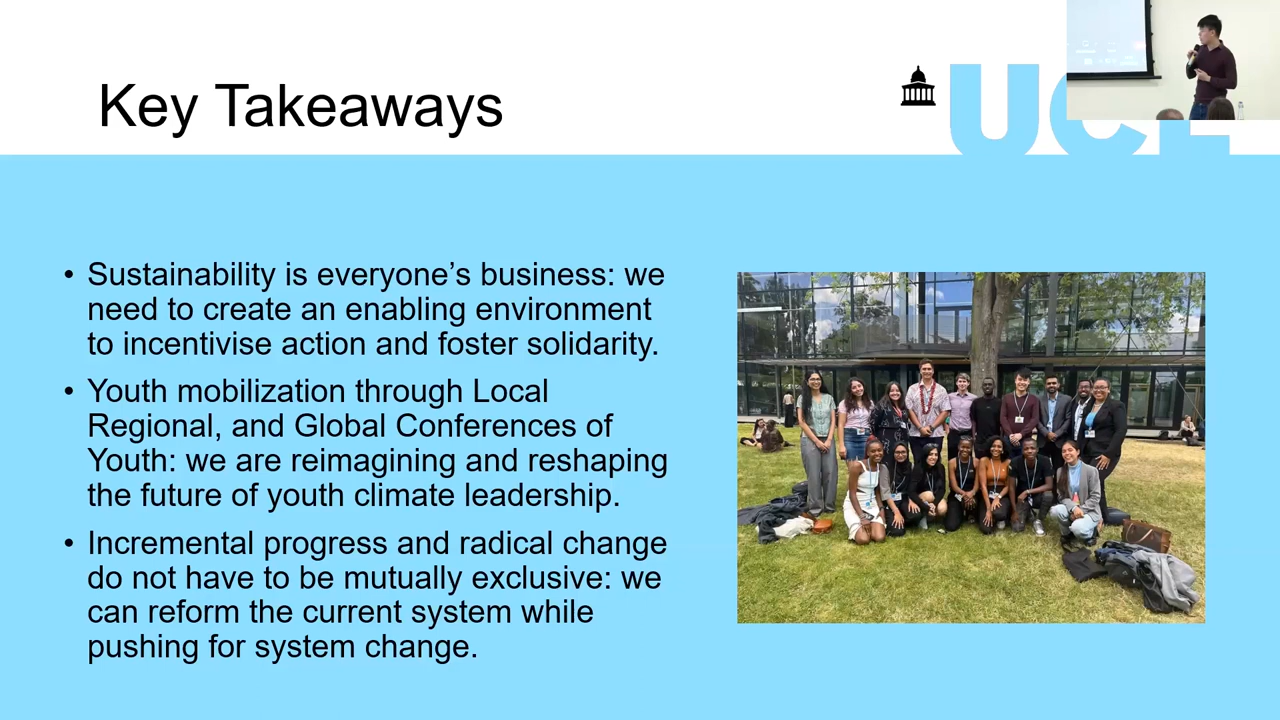 Key Takeaways
UCL
• Sustainability is everyone’s business: we
need to create an enabling environment
to incentivise action and foster solidarity.
• Youth mobilization through Local
Regional, and Global Conferences of
Youth: we are reimagining and reshaping
the future of youth climate leadership.
• Incremental progress and radical change
do not have to be mutually exclusive: we
can reform the current system while
pushing for system change.